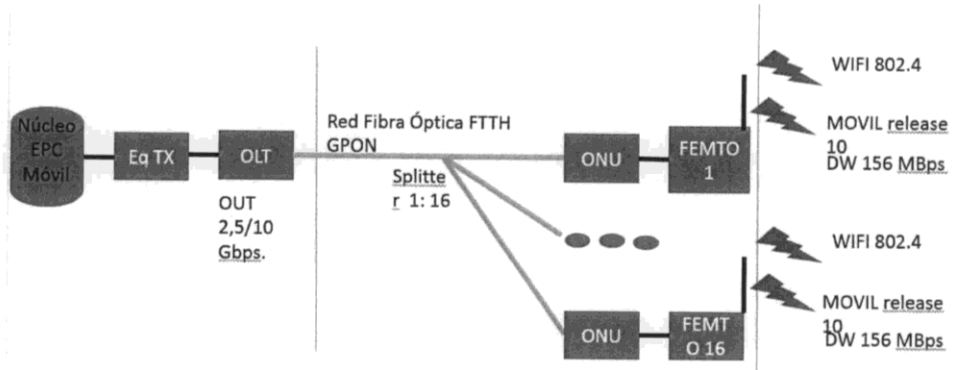 Núcleo
EPC
Móvil
Eq TX
OLT
OUT
2,5/10
Gbps.
Red Fibra Óptica FTTH
GPON
Splitte
r 1: 16
ONU
FEMTO
1
WIFI 802.4
MOVIL release
10
DW 156 MBps
ONU
FEMT
O 16
WIFI 802.4
MOVIL release
10
DW 156 MBps